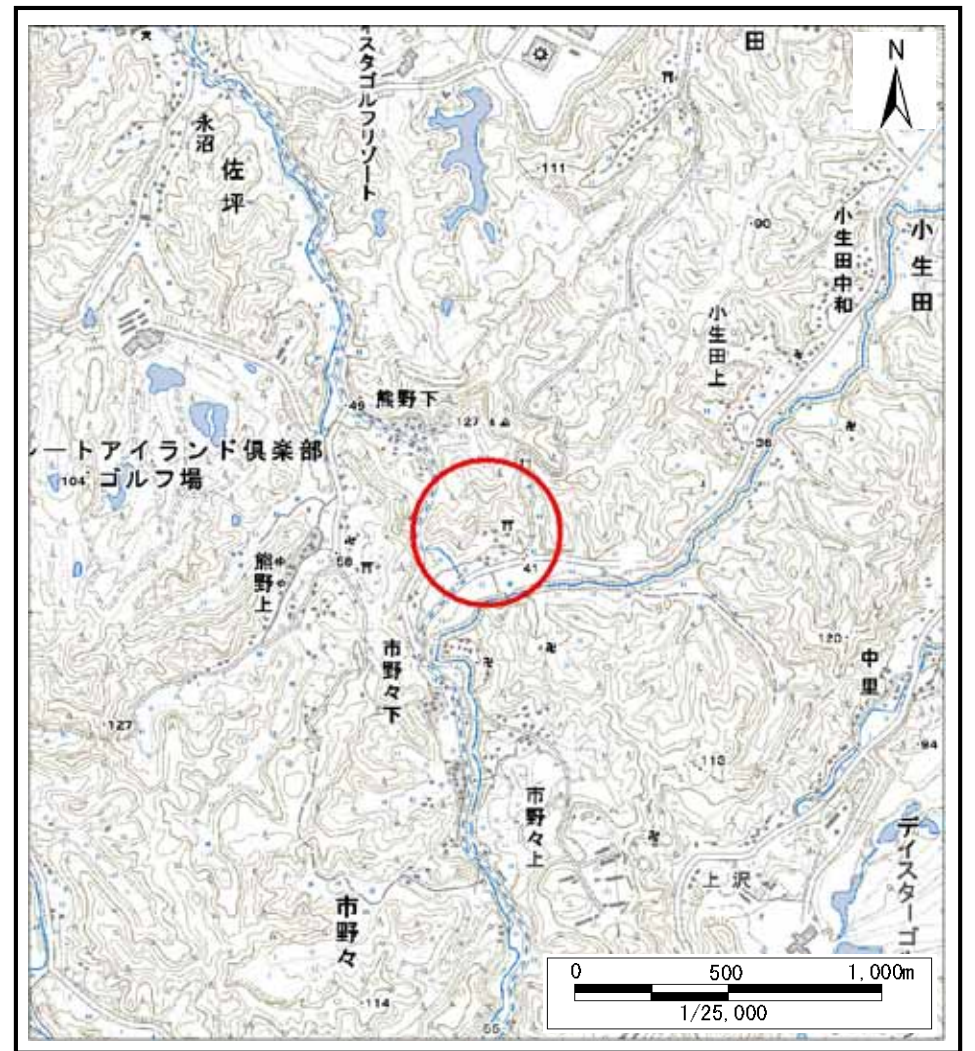 田
N
スタゴルフリゾート
永沼
佐坪
111
90
小生田中和
小生田
小生田上
49
熊野下
127
36
ートアイランド倶楽部
ゴルフ場
104
58
熊野上
41
市野々下
120
中里
127
113
94
市野々上
デイスターゴ
上沢
市野々
114
55
0 500 1,000m
1/25,000